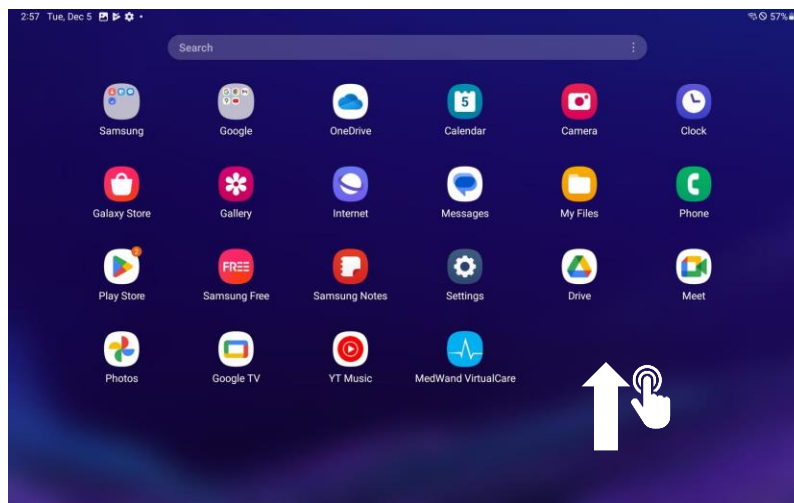 2:57 Tue, Dec 5 57%
Search
Samsung Google OneDrive Calendar Camera Clock
Galaxy Store Gallery Internet Messages My Files Phone
Play Store Samsung Free Samsung Notes Settings Drive Meet
Photos Google TV YT Music MedWand VirtualCare
5
2
FREE